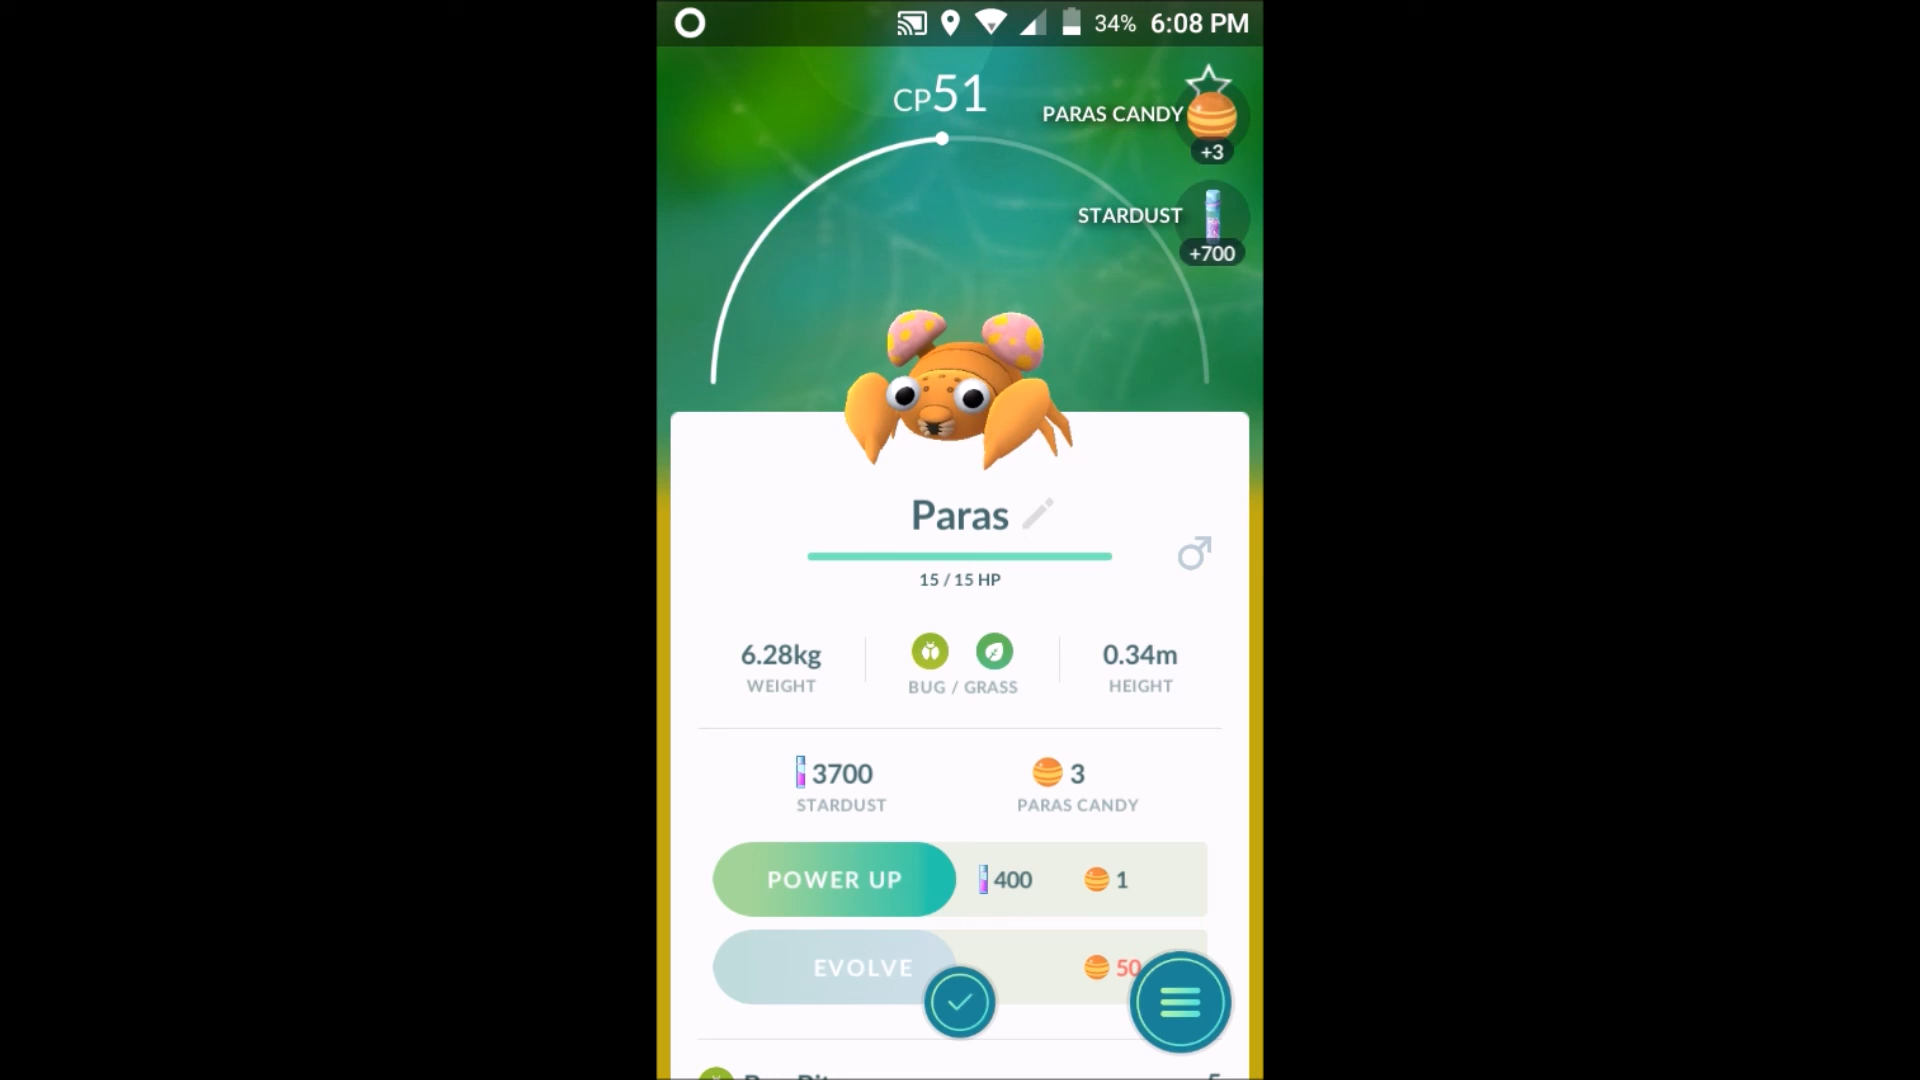 34% 6:08 PM
CP51
PARAS CANDY
+3
STARDUST
+700
Paras
15 / 15 HP
6.28kg
WEIGHT
BUG / GRASS
0.34m
HEIGHT
3700
STARDUST
3
PARAS CANDY
POWER UP 400 1
EVOLVE 50